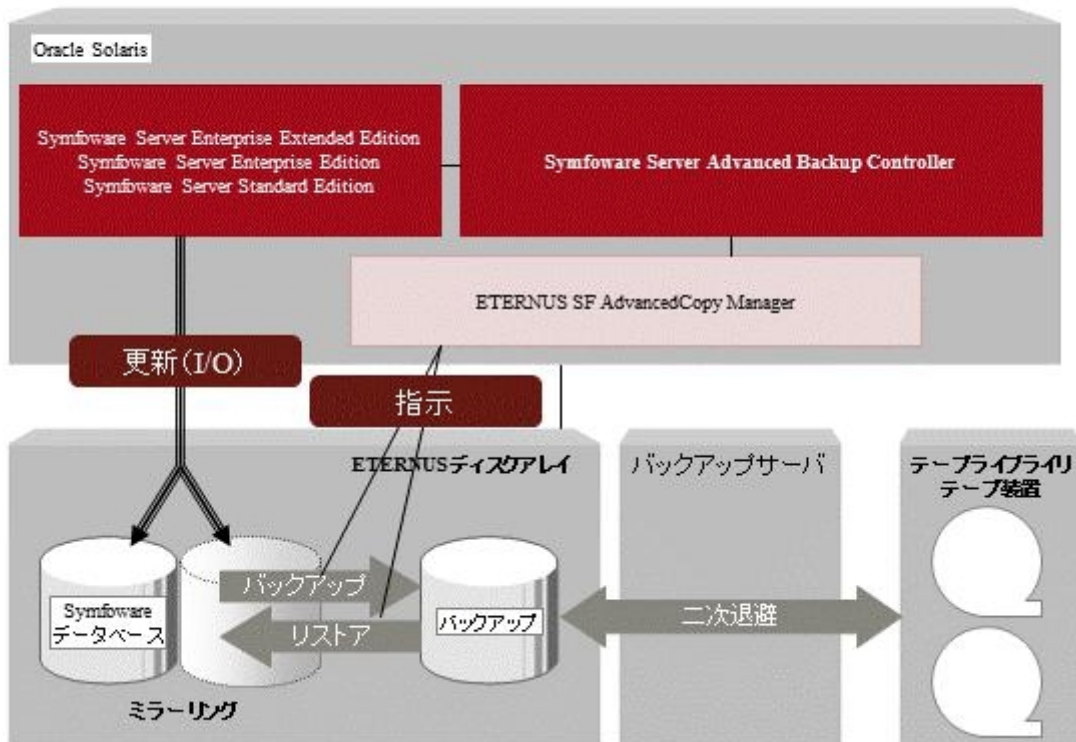 Oracle Solaris
Symfoware Server Enterprise Extended Edition
Symfoware Server Enterprise Edition
Symfoware Server Standard Edition
Symfoware Server Advanced Backup Controller
ETERNUS SF AdvancedCopy Manager
更新(I/O)
指示
ETERNUSディスクアレイ
バックアップサーバ
テープライブライリ
テープ装置
Symfoware
データベース
バックアップ
リストア
バックアップ
二次退避
ミラーリング